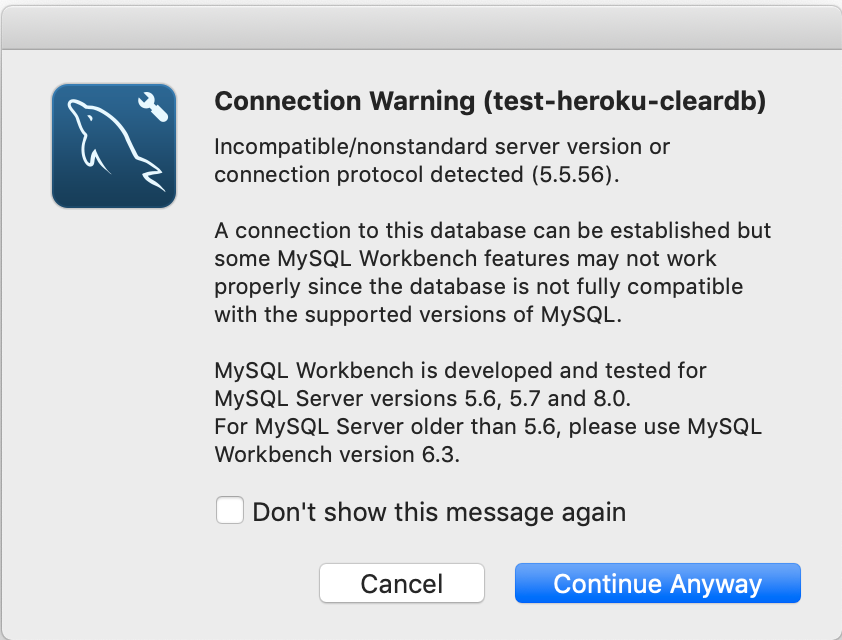 Connection Warning (test-heroku-cleardb)
Incompatible/nonstandard server version or
connection protocol detected (5.5.56).
A connection to this database can be established but
some MySQL Workbench features may not work
properly since the database is not fully compatible
with the supported versions of MySQL.
MySQL Workbench is developed and tested for
MySQL Server versions 5.6, 5.7 and 8.0.
For MySQL Server older than 5.6, please use MySQL
Workbench version 6.3.
Don't show this message again
Cancel
Continue Anyway